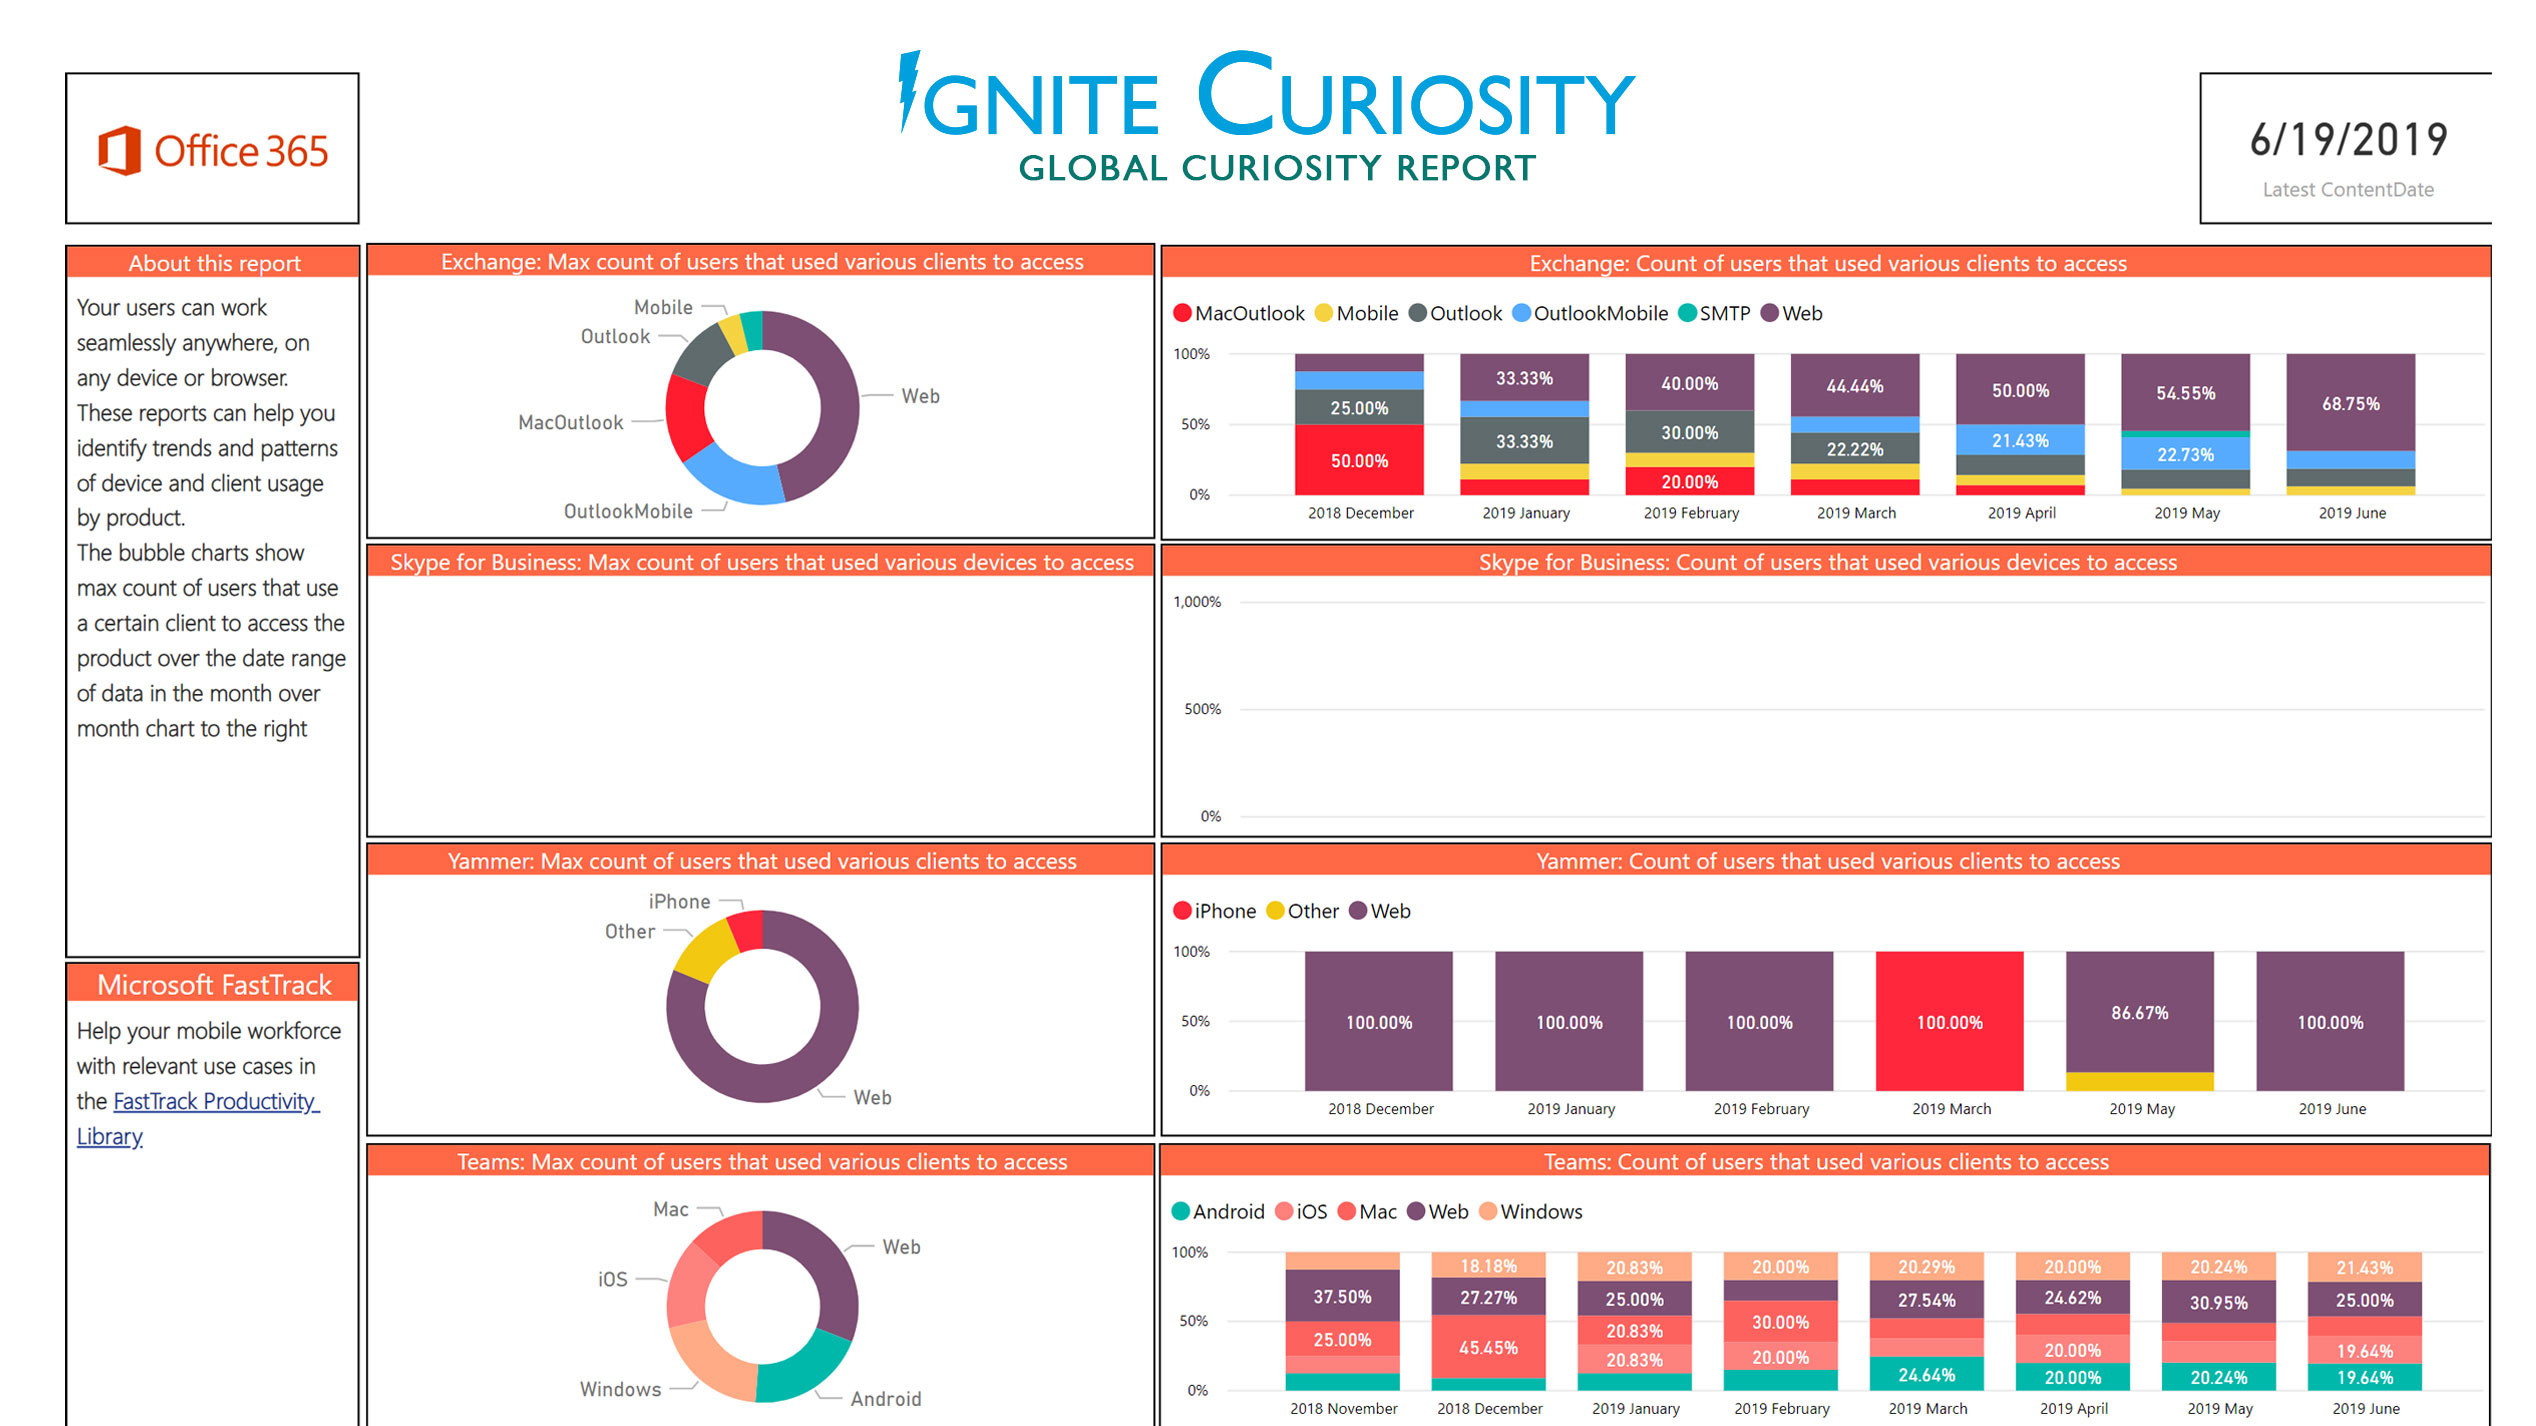 Office 365
IGNITE CURIOSITY
GLOBAL CURIOSITY REPORT
6/19/2019
Latest ContentDate
About this report
Your users can work
seamlessly anywhere, on
any device or browser.
These reports can help you
identify trends and patterns
of device and client usage
by product.
The bubble charts show
max count of users that use
a certain client to access the
product over the date range
of data in the month over
month chart to the right
Microsoft FastTrack
Help your mobile workforce
with relevant use cases in
the FastTrack Productivity
Library
Exchange: Max count of users that used various clients to access
Mobile
Outlook
Web
MacOutlook
OutlookMobile
Exchange: Count of users that used various clients to access
MacOutlook Mobile Outlook OutlookMobile SMTP Web
100%
50%
0%
25.00%
50.00%
33.33%
33.33%
40.00%
30.00%
20.00%
44.44%
22.22%
50.00%
21.43%
54.55%
22.73%
68.75%
2018 December 2019 January 2019 February 2019 March 2019 April 2019 May 2019 June
Skype for Business: Max count of users that used various devices to access
Skype for Business: Count of users that used various devices to access
1,000%
500%
0%
Yammer: Max count of users that used various clients to access
iPhone
Other
Web
Yammer: Count of users that used various clients to access
iPhone Other Web
100%
50%
0%
100.00% 100.00% 100.00% 100.00% 86.67% 100.00%
2018 December 2019 January 2019 February 2019 March 2019 May 2019 June
Teams: Max count of users that used various clients to access
Mac
Web
iOS
Windows
Android
Teams: Count of users that used various clients to access
Android iOS Mac Web Windows
100%
50%
0%
37.50%
25.00%
18.18%
27.27%
45.45%
20.83%
25.00%
20.83%
20.83%
20.00%
30.00%
20.00%
20.29%
27.54%
24.64%
20.00%
24.62%
20.00%
20.00%
20.24%
30.95%
20.24%
21.43%
25.00%
19.64%
19.64%
2018 November 2018 December 2019 January 2019 February 2019 March 2019 April 2019 May 2019 June